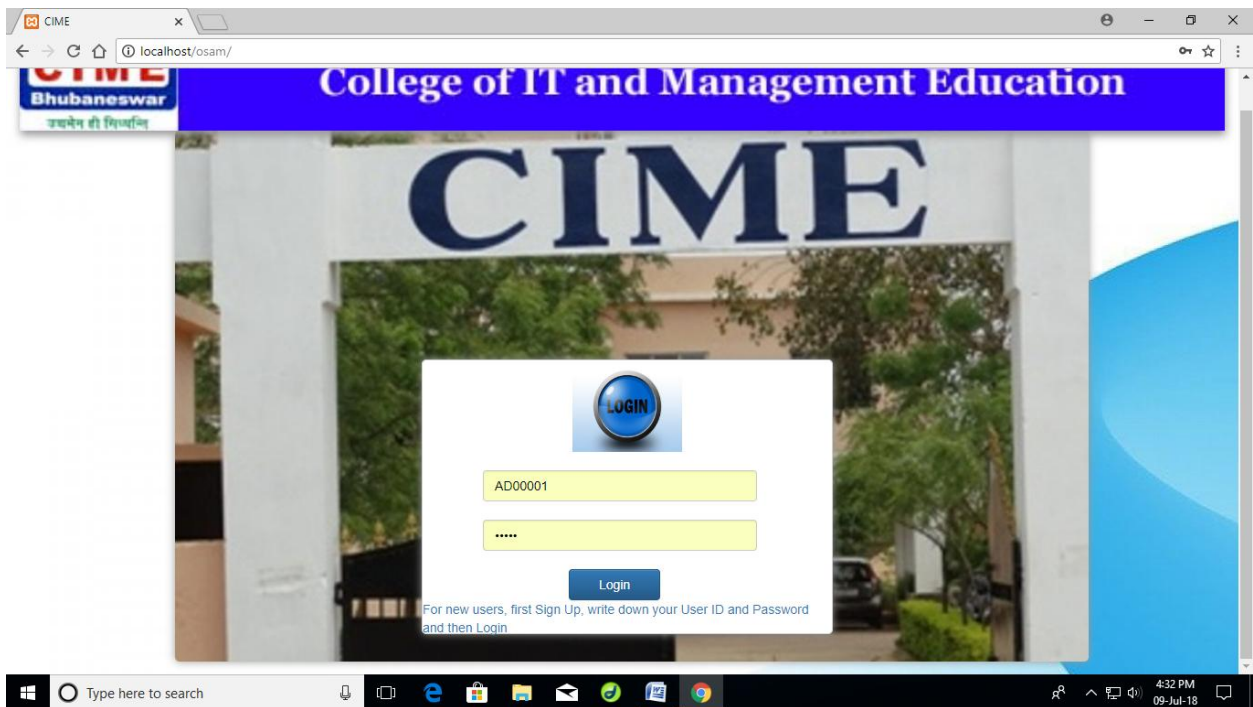 CIME
localhost/osam/
CIME
Bhubaneswar
College of IT and Management Education
CIME
LOGIN
AD00001
•••••
Login
For new users, first Sign Up, write down your User ID and Password
and then Login
Type here to search
4:32 PM
09-Jul-18